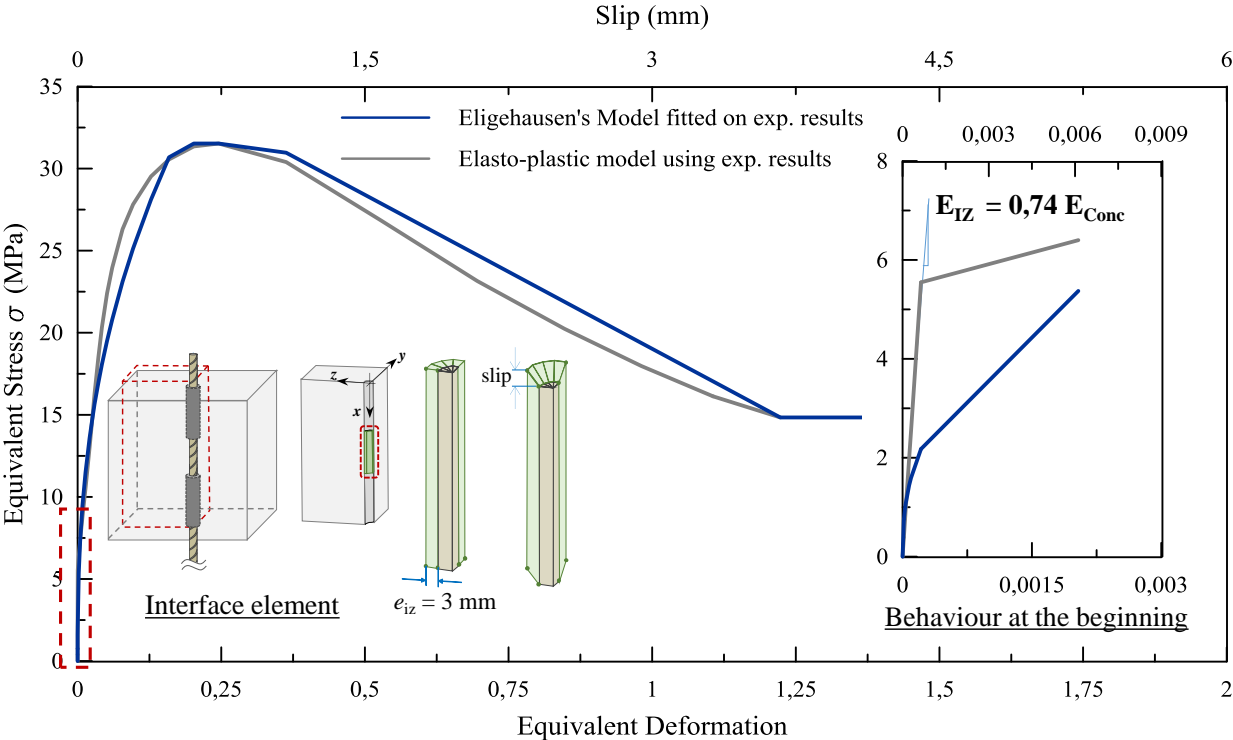 Slip (mm)
0 1,5 3 4,5 6
35
30
25
20
15
10
5
0
Equivalent Stress σ (MPa)
Eligehausen's Model fitted on exp. results
Elasto-plastic model using exp. results
0 0,003 0,006 0,009
8
6
4
2
0
E_IZ = 0,74 E_Conc
0 0,0015 0,003
Behaviour at the beginning
y
z
x
slip
e_iz = 3 mm
Interface element
0 0,25 0,5 0,75 1 1,25 1,5 1,75 2
Equivalent Deformation